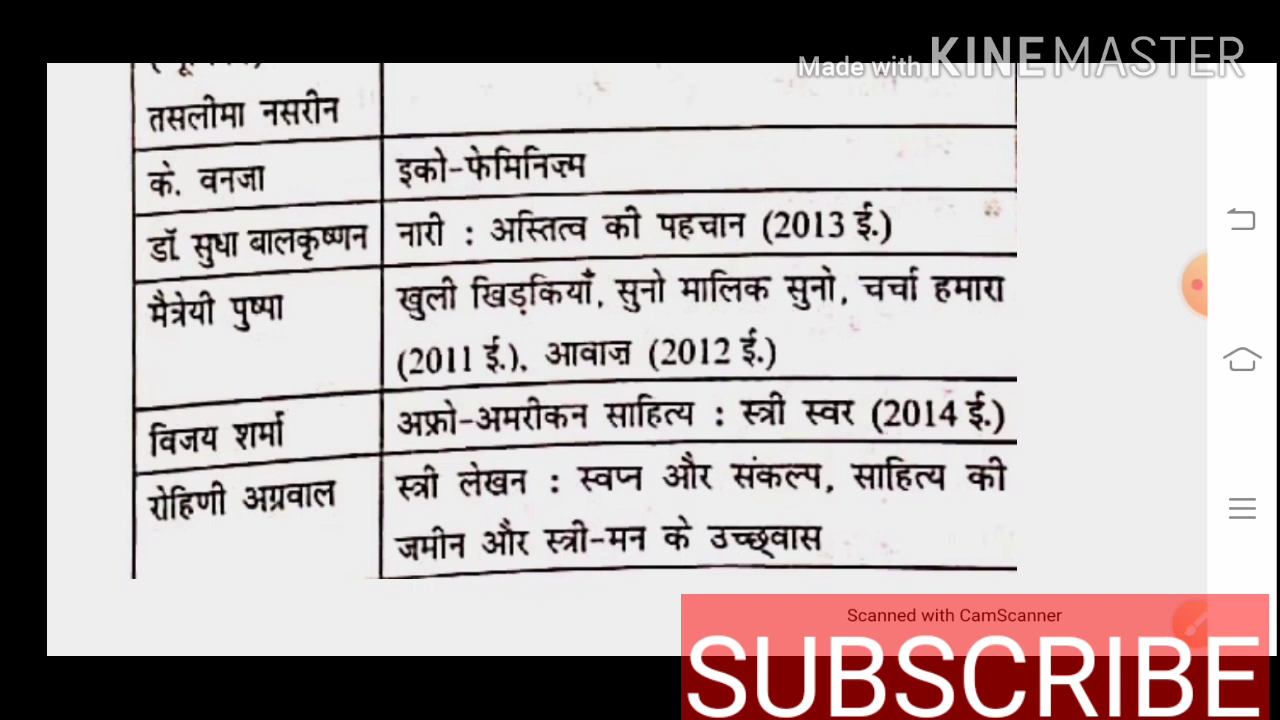 Made with KINEMASTER
तसलीमा नसरीन
के. वनजा
इको-फेमिनिज़्म
डॉ. सुधा बालकृष्णन
नारी : अस्तित्व की पहचान (2013 ई.)
मैत्रेयी पुष्पा
खुली खिड़कियाँ, सुनो मालिक सुनो, चर्चा हमारा
(2011 ई.), आवाज़ (2012 ई.)
विजय शर्मा
अफ्रो-अमरीकन साहित्य : स्त्री स्वर (2014 ई.)
रोहिणी अग्रवाल
स्त्री लेखन : स्वप्न और संकल्प, साहित्य की
जमीन और स्त्री-मन के उच्छ्वास
Scanned with CamScanner
SUBSCRIBE